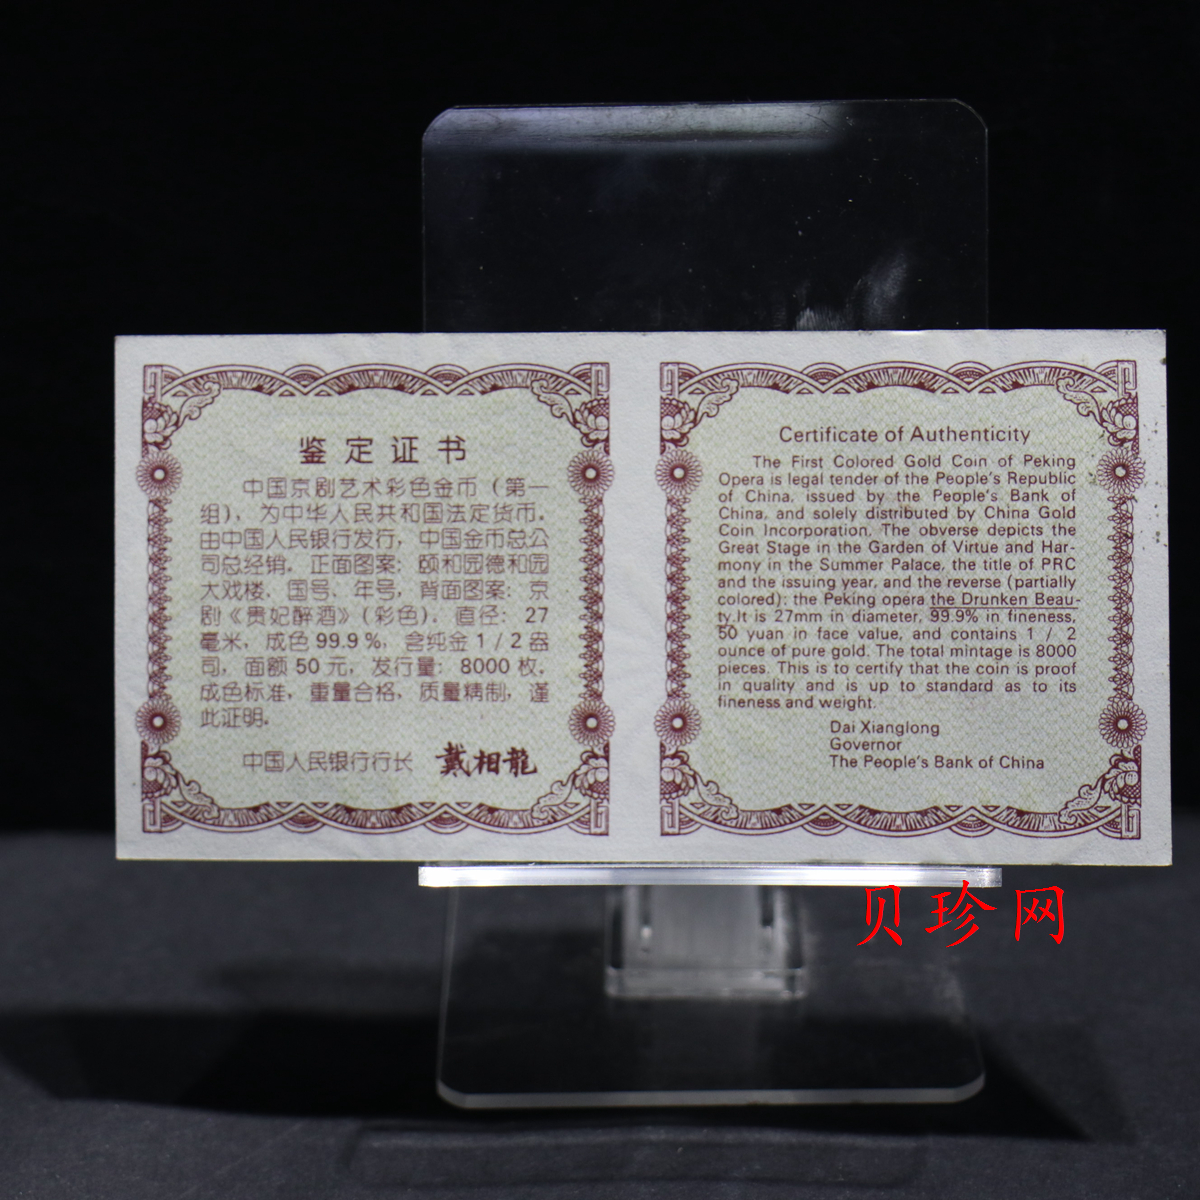 鉴定证书
中国京剧艺术彩色金币（第一
组），为中华人民共和国法定货币。
由中国人民银行发行，中国金币总公
司总经销。正面图案：颐和园德和园
大戏楼，国号、年号，背面图案：京
剧《贵妃醉酒》（彩色）。直径：27
毫米，成色99.9%，含纯金1/2盎
司，面额50元，发行量：8000枚。
成色标准，重量合格，质量精制，谨
此证明。
中国人民银行行长 戴相龍
Certificate of Authenticity
The First Colored Gold Coin of Peking
Opera is legal tender of the People's Republic
of China, issued by the People's Bank of
China, and solely distributed by China Gold
Coin Incorporation. The obverse depicts the
Great Stage in the Garden of Virtue and Har-
mony in the Summer Palace, the title of PRC
and the issuing year, and the reverse (partially
colored): the Peking opera the Drunken Beau-
ty.It is 27mm in diameter, 99.9% in fineness,
50 yuan in face value, and contains 1 / 2
ounce of pure gold. The total mintage is 8000
pieces. This is to certify that the coin is proof
in quality and is up to standard as to its
fineness and weight.
Dai Xianglong
Governor
The People's Bank of China
贝珍网